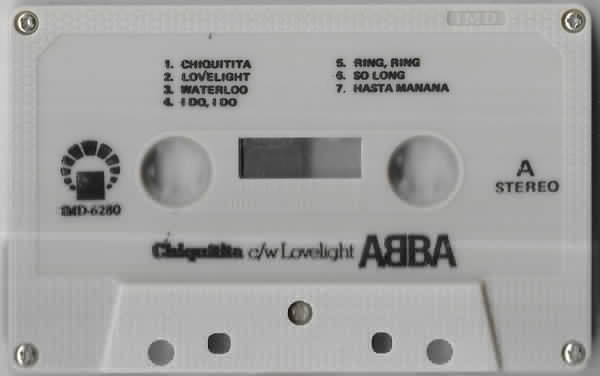 IMD
1. CHIQUITITA
2. LOVELIGHT
3. WATERLOO
4. I DO, I DO
5. RING, RING
6. SO LONG
7. HASTA MANANA
IMD-6280
A
STEREO
Chiquitita c/w Lovelight ABBA